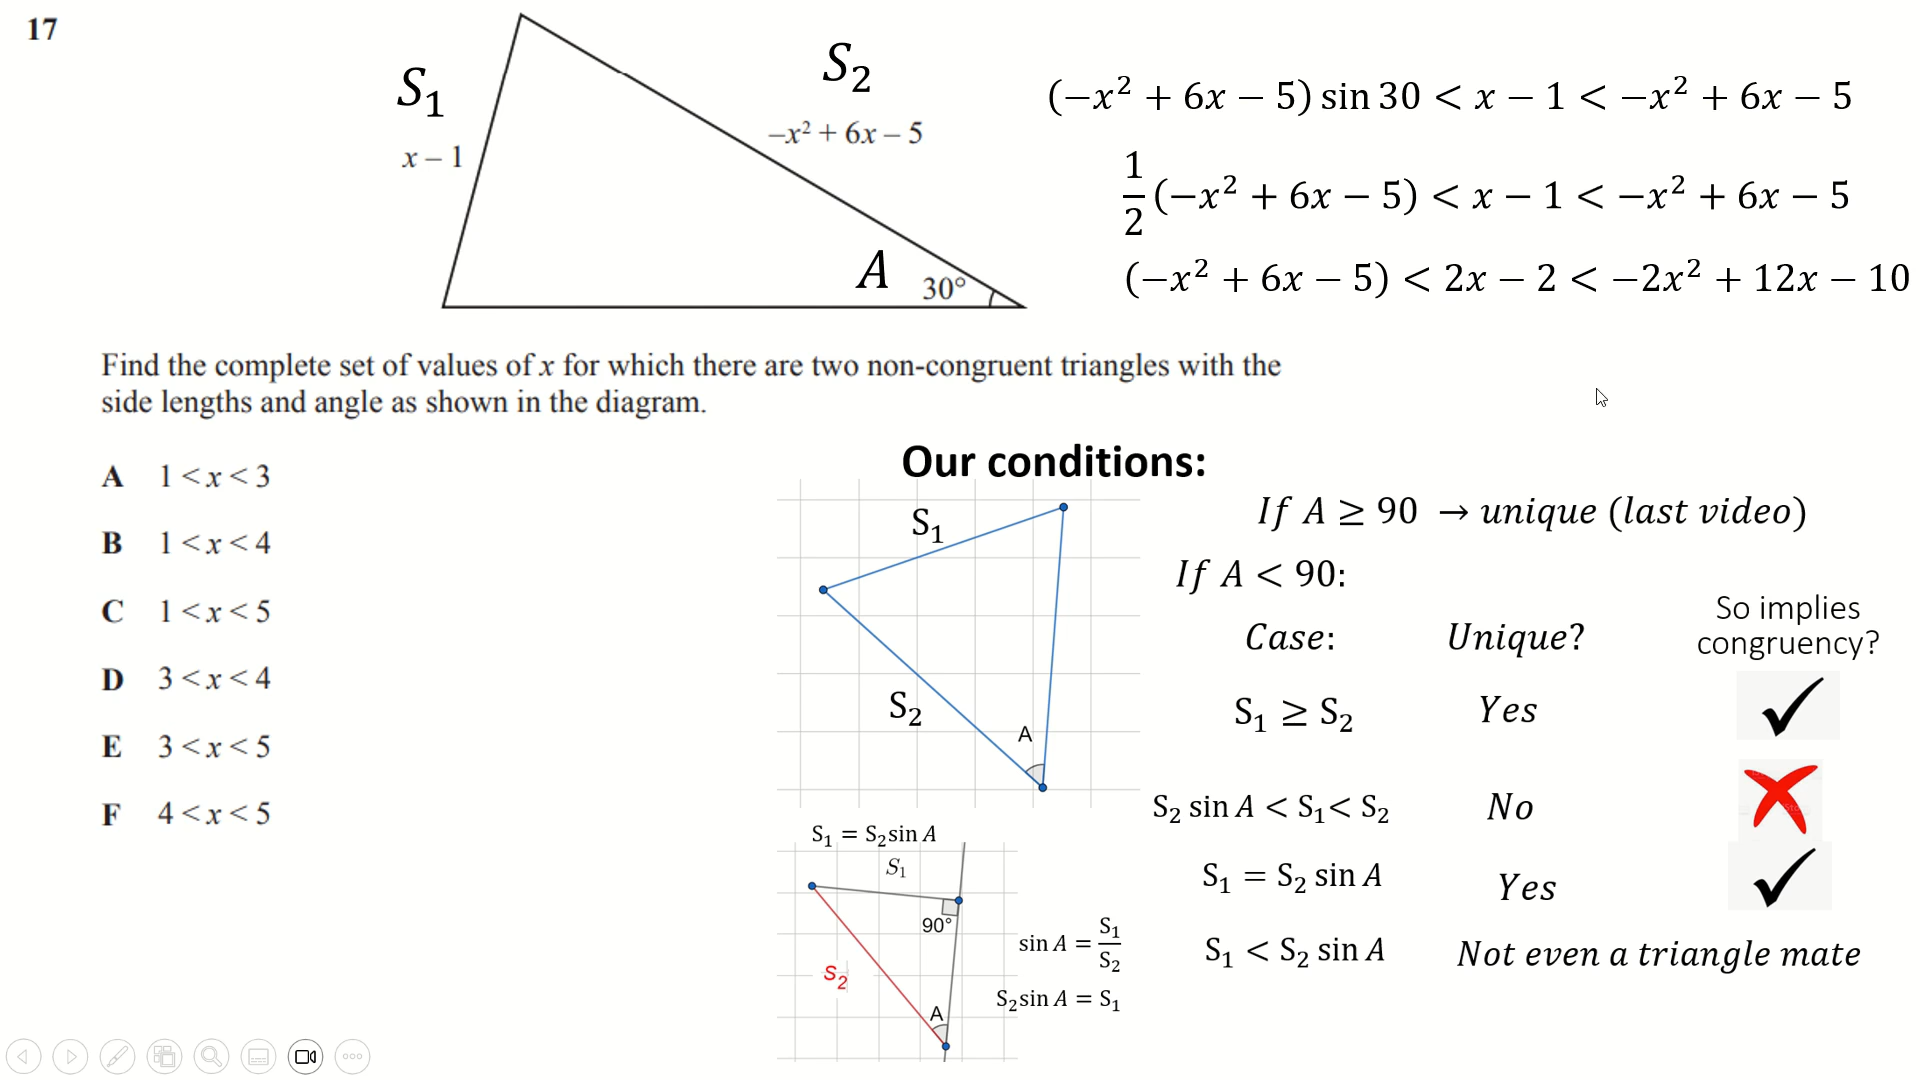 17
S₁
x – 1
S₂
–x² + 6x – 5
A
30°
(−x² + 6x − 5) sin 30 < x − 1 < −x² + 6x − 5
1/2(−x² + 6x − 5) < x − 1 < −x² + 6x − 5
(−x² + 6x − 5) < 2x − 2 < −2x² + 12x − 10
Find the complete set of values of x for which there are two non-congruent triangles with the
side lengths and angle as shown in the diagram.
A 1 < x < 3
B 1 < x < 4
C 1 < x < 5
D 3 < x < 4
E 3 < x < 5
F 4 < x < 5
Our conditions:
S₁
S₂
A
If A ≥ 90 → unique (last video)
If A < 90:
Case: Unique? So implies
congruency?
S₁ ≥ S₂ Yes
S₂ sin A < S₁< S₂ No
S₁ = S₂ sin A Yes
S₁ < S₂ sin A Not even a triangle mate
S₁ = S₂sin A
S₁
90°
S₂
A
sin A = S₁/S₂
S₂sin A = S₁